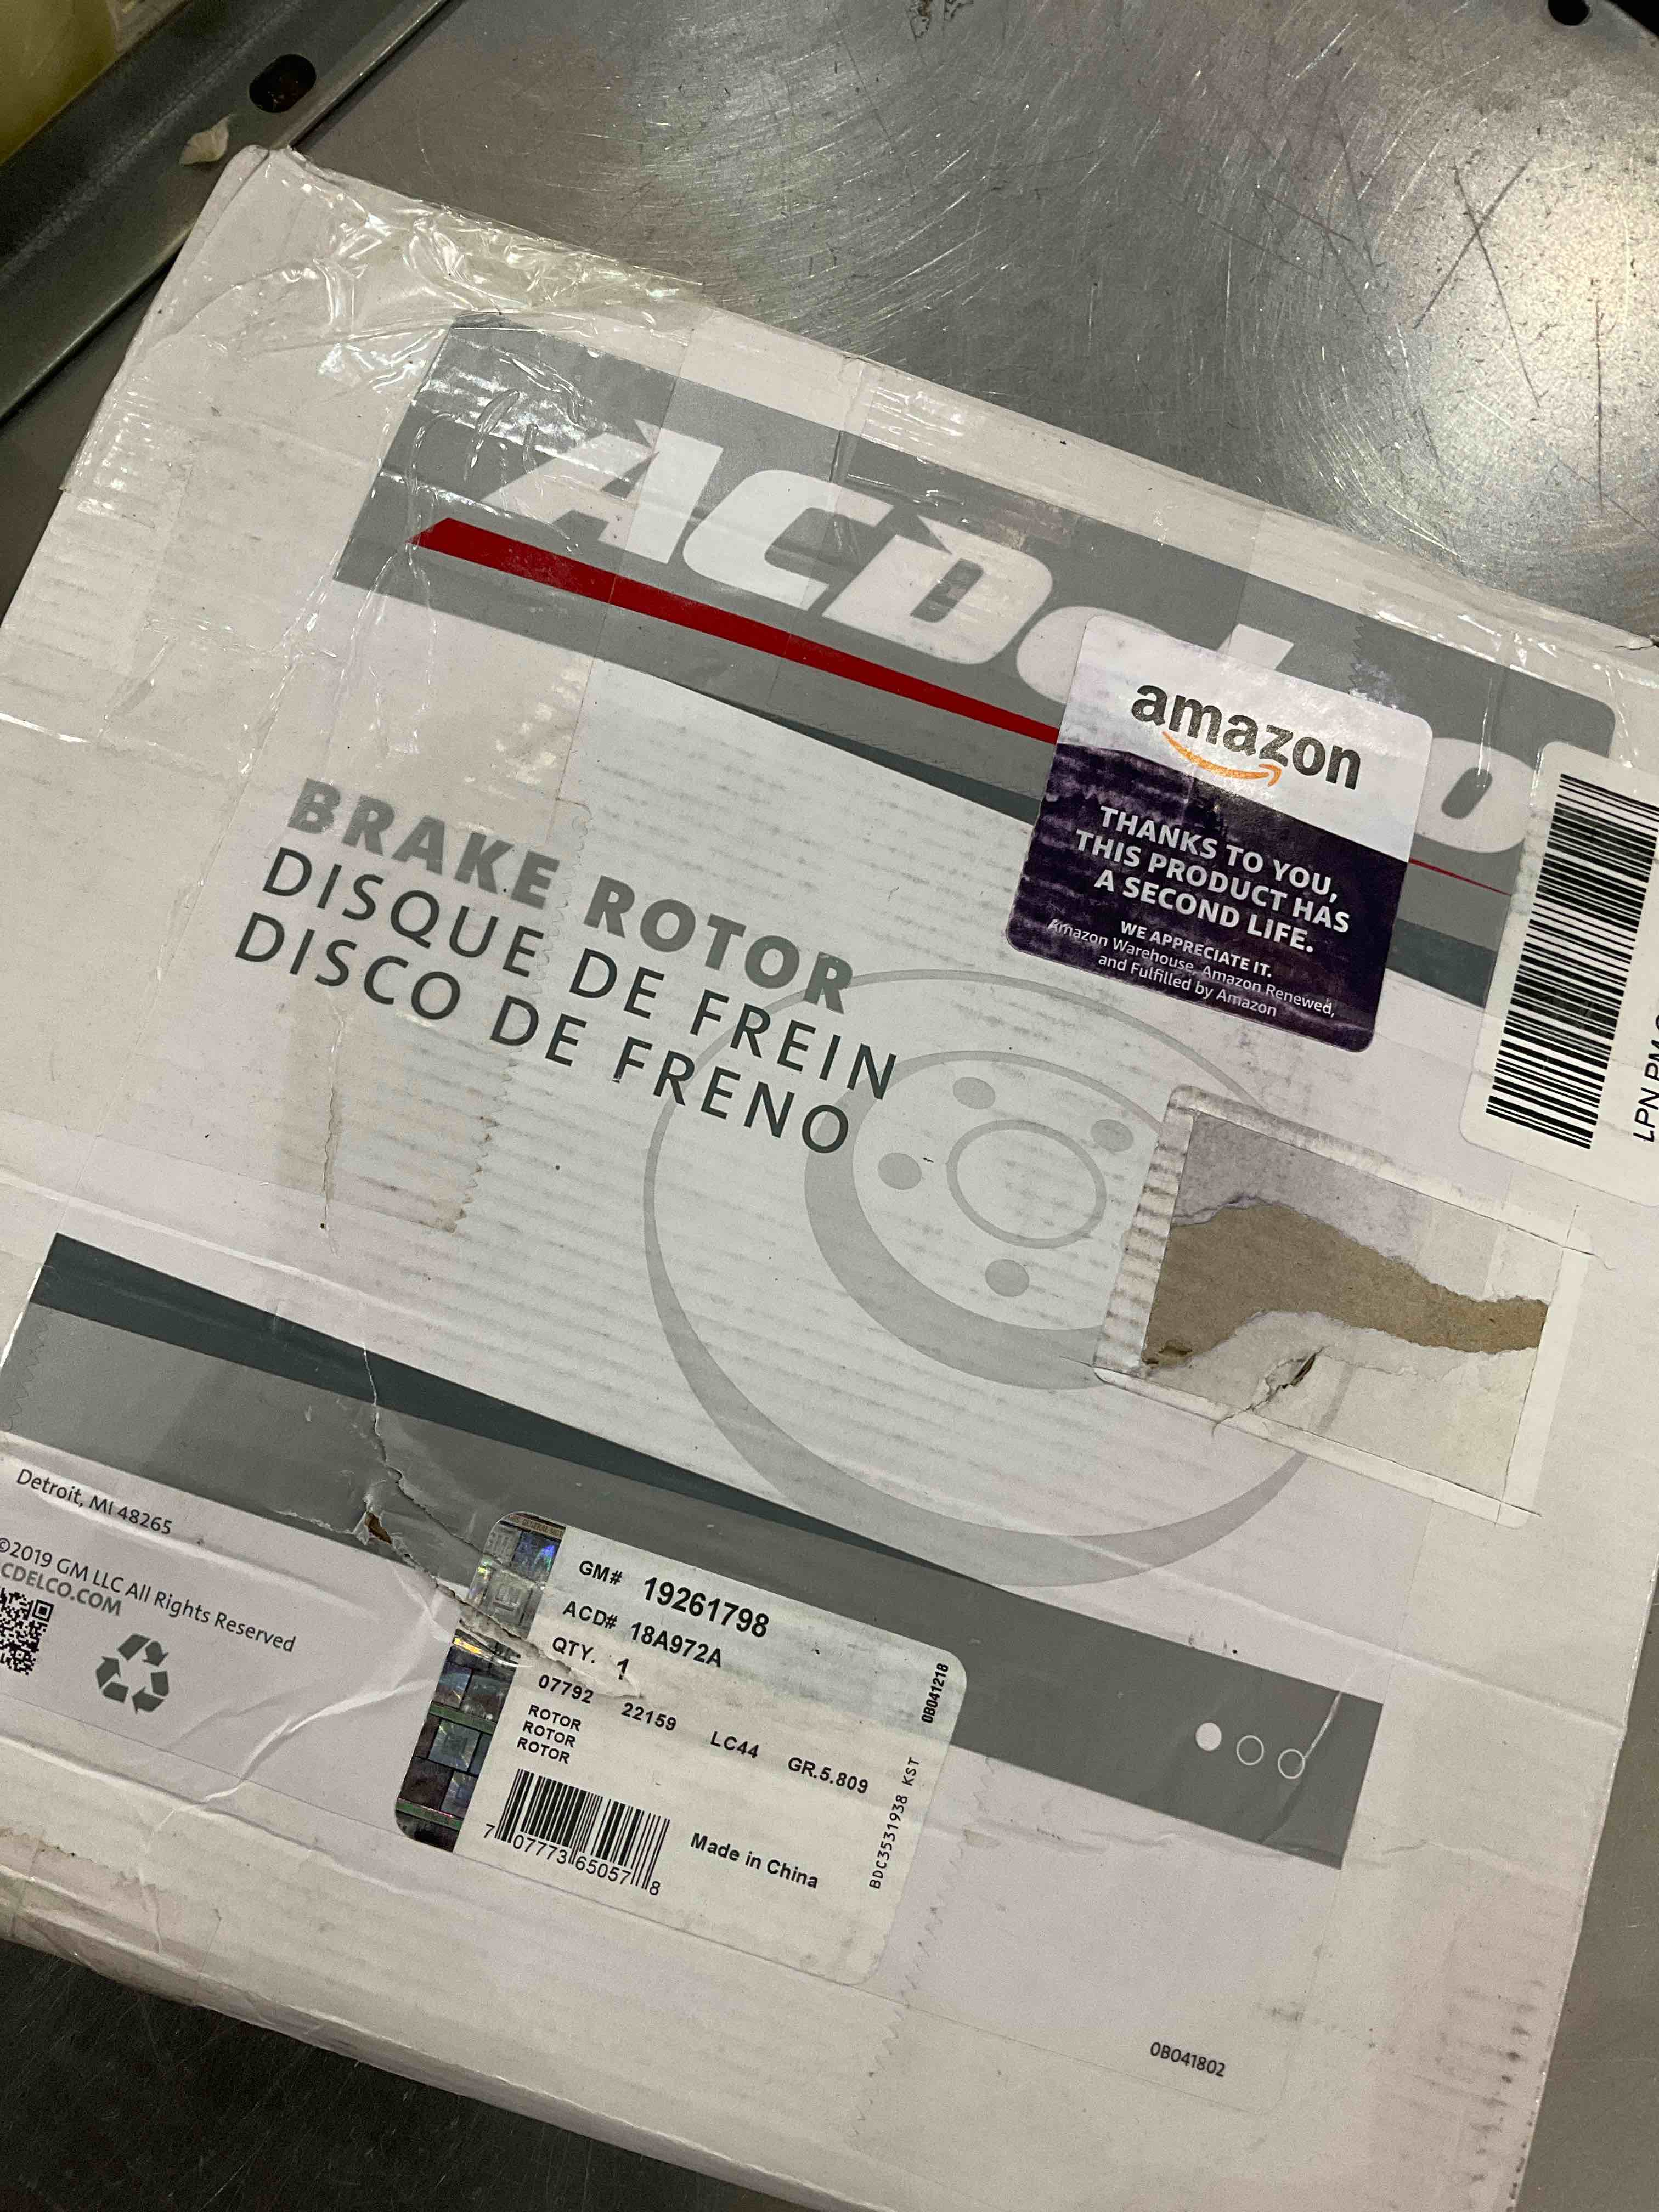 ACDelco
amazon
THANKS TO YOU,
THIS PRODUCT HAS
A SECOND LIFE.
WE APPRECIATE IT.
Amazon Warehouse, Amazon Renewed,
and Fulfilled by Amazon
LPN
BRAKE ROTOR
DISQUE DE FREIN
DISCO DE FRENO
Detroit, MI 48265
©2019 GM LLC All Rights Reserved
CDELCO.COM
GM# 19261798
ACD# 18A972A
QTY. 1
07792 22159 LC44 GR.5.809
ROTOR
ROTOR
ROTOR
7 07773 65057 8
Made in China
BDC3531938 KST 0B041218
0B041802